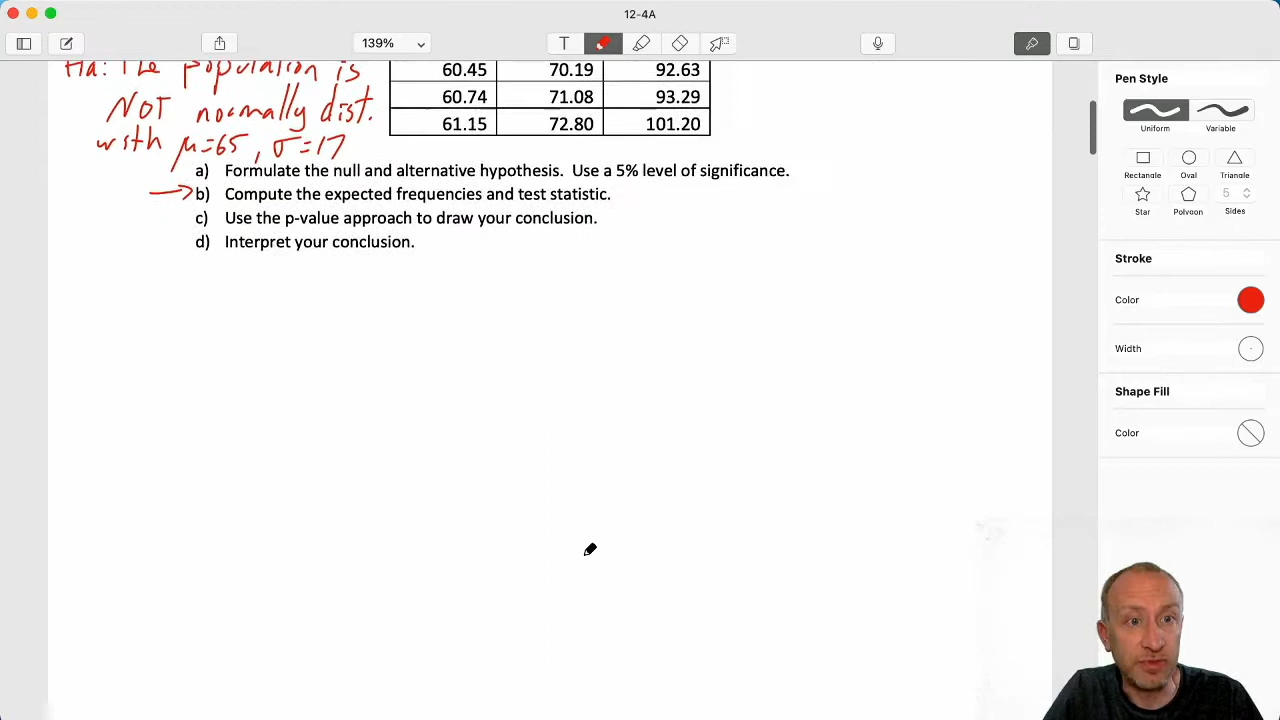 12-4A
139%
T
Pen Style
Uniform Variable
Rectangle Oval Triangle
Star Polygon Sides
5
Stroke
Color
Width
Shape Fill
Color
Ha: The population is
NOT normally dist.
with μ=65, σ=17
60.45 70.19 92.63
60.74 71.08 93.29
61.15 72.80 101.20
a) Formulate the null and alternative hypothesis. Use a 5% level of significance.
b) Compute the expected frequencies and test statistic.
c) Use the p-value approach to draw your conclusion.
d) Interpret your conclusion.